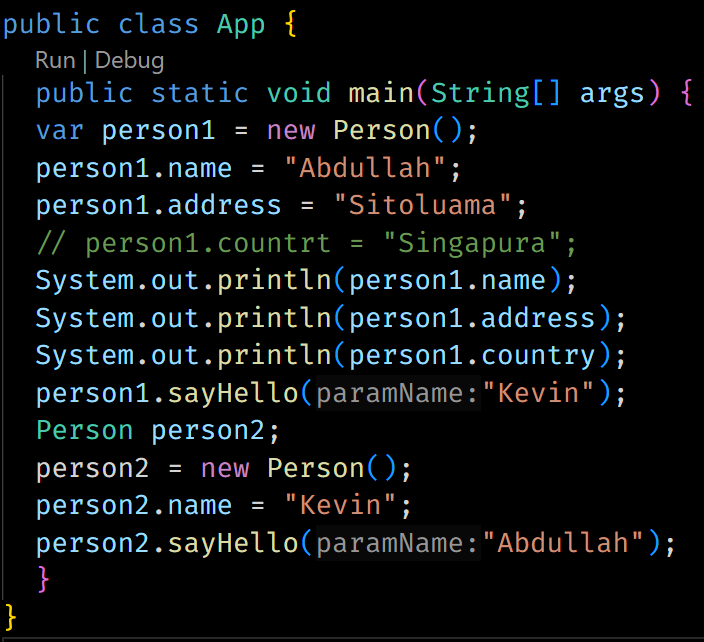 public class App {
Run | Debug
public static void main(String[] args) {
var person1 = new Person();
person1.name = "Abdullah";
person1.address = "Sitoluama";
// person1.countrt = "Singapura";
System.out.println(person1.name);
System.out.println(person1.address);
System.out.println(person1.country);
person1.sayHello(paramName:"Kevin");
Person person2;
person2 = new Person();
person2.name = "Kevin";
person2.sayHello(paramName:"Abdullah");
}
}